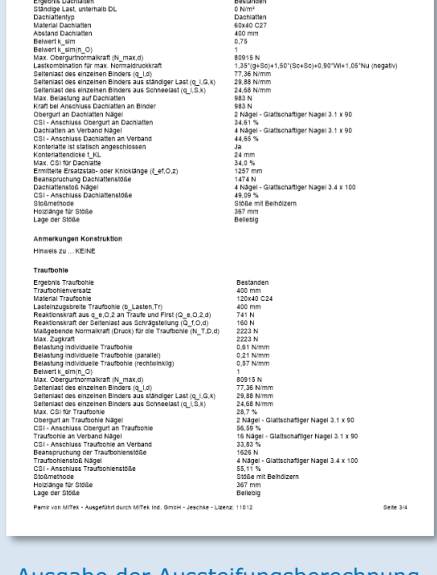 Ergebnis Dachlatten Bestanden
Ständige Last, unterhalb DL 0 N/m²
Dachlattentyp Dachlatten
Material Dachlatten 60x40 C27
Abstand Dachlatten 400 mm
Beiwert k_sim 0,75
Beiwert k_sim(n_O) 1
Max. Obergurtnormalkraft (N_max,d) 80915 N
Lastkombination für max. Normaldruckkraft 1,35*(g+Sc)+1,50*(Sc+Sc)+0,90*Wl+1,05*Nu (negativ)
Seitenlast des einzelnen Binders (q_i,d) 77,36 N/mm
Seitenlast des einzelnen Binders aus ständiger Last (q_i,G,k) 29,88 N/mm
Seitenlast des einzelnen Binders aus Schneelast (q_i,S,k) 24,68 N/mm
Max. Belastung auf Dachlatten 983 N
Kraft bei Anschluss Dachlatten an Binder 983 N
Obergurt an Dachlatten Nägel 2 Nägel - Glattschaftiger Nagel 3.1 x 90
CSI - Anschluss Obergurt an Dachlatten 34,61 %
Dachlatten an Verband Nägel 4 Nägel - Glattschaftiger Nagel 3.1 x 90
CSI - Anschluss Dachlatten an Verband 44,65 %
Konterlatte ist statisch angeschlossen Ja
Konterlattendicke t_KL 24 mm
Max. CSI für Dachlatte 34,0 %
Ermittelte Ersatzstab- oder Knicklänge (ℓ_ef,O,z) 1257 mm
Beanspruchung Dachlattenstöße 1474 N
Dachlattenstoß Nägel 4 Nägel - Glattschaftiger Nagel 3.4 x 100
CSI - Anschluss Dachlattenstöße 49,09 %
Stoßmethode Stöße mit Beihölzern
Holzlänge für Stöße 367 mm
Lage der Stöße Beliebig
Anmerkungen Konstruktion
Hinweis zu ... KEINE
Traufbohle
Ergebnis Traufbohle Bestanden
Traufbohlenversatz 400 mm
Material Traufbohle 120x40 C24
Lasteinzugsbreite Traufbohle (b_Lasten,Tr) 400 mm
Reaktionskraft aus q_e,O,2 an Traufe und First (Q_e,O,2,d) 741 N
Reaktionskraft der Seitenlast aus Schrägstellung (Q_f,O,d) 160 N
Maßgebende Normalkraft (Druck) für die Traufbohle (N_T,D,d) 2223 N
Max. Zugkraft 2223 N
Belastung individuelle Traufbohle 0,61 N/mm
Belastung individuelle Traufbohle (parallel) 0,21 N/mm
Belastung individuelle Traufbohle (rechtwinklig) 0,57 N/mm
Beiwert k_sim(n_O) 1
Max. Obergurtnormalkraft (N_max,d) 80915 N
Seitenlast des einzelnen Binders (q_i,d) 77,36 N/mm
Seitenlast des einzelnen Binders aus ständiger Last (q_i,G,k) 29,88 N/mm
Seitenlast des einzelnen Binders aus Schneelast (q_i,S,k) 24,68 N/mm
Max. CSI für Traufbohle 28,7 %
Obergurt an Traufbohle Nägel 2 Nägel - Glattschaftiger Nagel 3.1 x 90
CSI - Anschluss Obergurt an Traufbohle 56,59 %
Traufbohle an Verband Nägel 16 Nägel - Glattschaftiger Nagel 3.1 x 90
CSI - Anschluss Traufbohle an Verband 33,83 %
Beanspruchung der Traufbohlenstöße 1626 N
Traufbohlenstoß Nägel 4 Nägel - Glattschaftiger Nagel 3.4 x 100
CSI - Anschluss Traufbohlenstöße 55,11 %
Stoßmethode Stöße mit Beihölzern
Holzlänge für Stöße 367 mm
Lage der Stöße Beliebig
Pamir von MiTek - Ausgeführt durch MiTek Ind. GmbH - Jeschke - Lizenz: 11012 Seite 3/4
Ausgabe der Aussteifungsberechnung